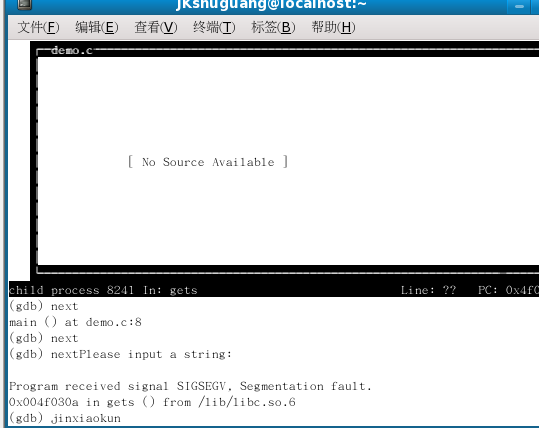 jkshuguang@localhost:~
文件(F) 编辑(E) 查看(V) 终端(T) 标签(B) 帮助(H)
demo.c
[ No Source Available ]
child process 8241 In: gets Line: ?? PC: 0x4f0
(gdb) next
main () at demo.c:8
(gdb) next
(gdb) nextPlease input a string:
Program received signal SIGSEGV, Segmentation fault.
0x004f030a in gets () from /lib/libc.so.6
(gdb) jinxiaokun